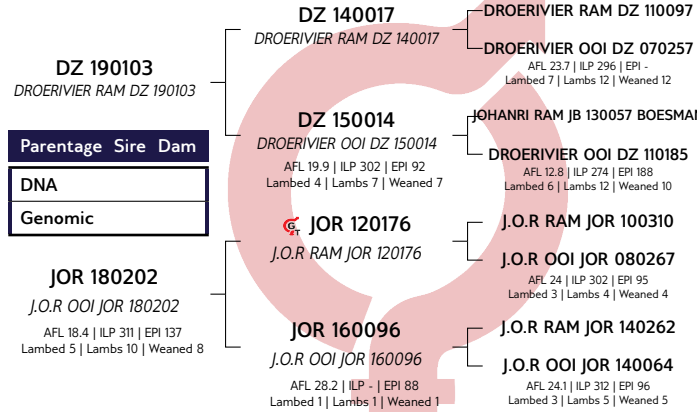 DZ 190103
DROERIVIER RAM DZ 190103
Parentage Sire Dam
DNA
Genomic
JOR 180202
J.O.R OOI JOR 180202
AFL 18.4 | ILP 311 | EPI 137
Lambed 5 | Lambs 10 | Weaned 8
DZ 140017
DROERIVIER RAM DZ 140017
DZ 150014
DROERIVIER OOI DZ 150014
AFL 19.9 | ILP 302 | EPI 92
Lambed 4 | Lambs 7 | Weaned 7
GT JOR 120176
J.O.R RAM JOR 120176
JOR 160096
J.O.R OOI JOR 160096
AFL 28.2 | ILP - | EPI 88
Lambed 1 | Lambs 1 | Weaned 1
DROERIVIER RAM DZ 110097
DROERIVIER OOI DZ 070257
AFL 23.7 | ILP 296 | EPI -
Lambed 7 | Lambs 12 | Weaned 12
JOHANRI RAM JB 130057 BOESMAN
DROERIVIER OOI DZ 110185
AFL 12.8 | ILP 274 | EPI 188
Lambed 6 | Lambs 12 | Weaned 10
J.O.R RAM JOR 100310
J.O.R OOI JOR 080267
AFL 24 | ILP 302 | EPI 95
Lambed 3 | Lambs 4 | Weaned 4
J.O.R RAM JOR 140262
J.O.R OOI JOR 140064
AFL 24.1 | ILP 312 | EPI 96
Lambed 3 | Lambs 5 | Weaned 5